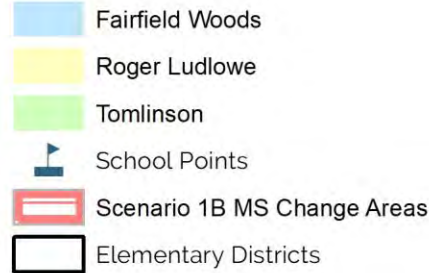 Fairfield Woods
Roger Ludlowe
Tomlinson
School Points
Scenario 1B MS Change Areas
Elementary Districts